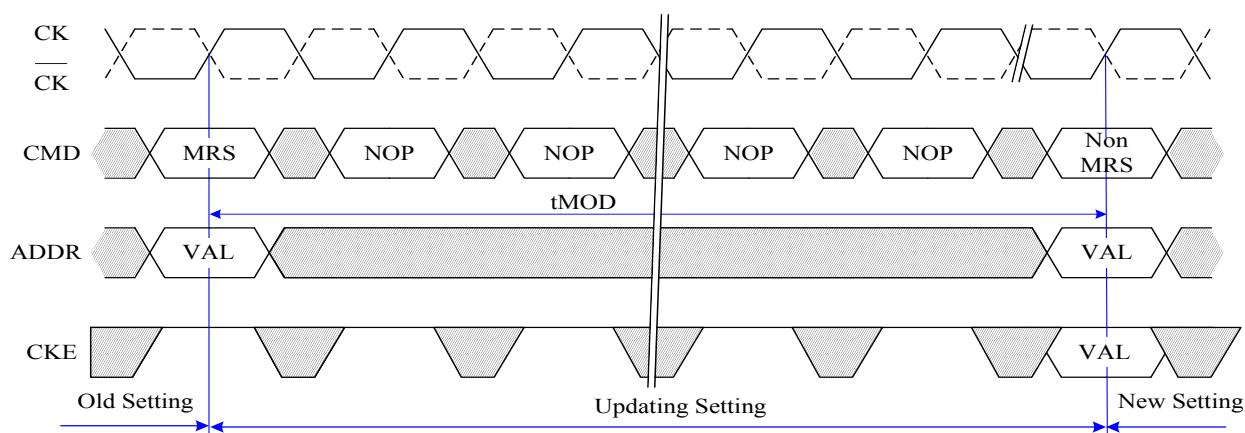 CK
CK
CMD MRS NOP NOP NOP NOP Non MRS
tMOD
ADDR VAL VAL
CKE VAL
Old Setting Updating Setting New Setting